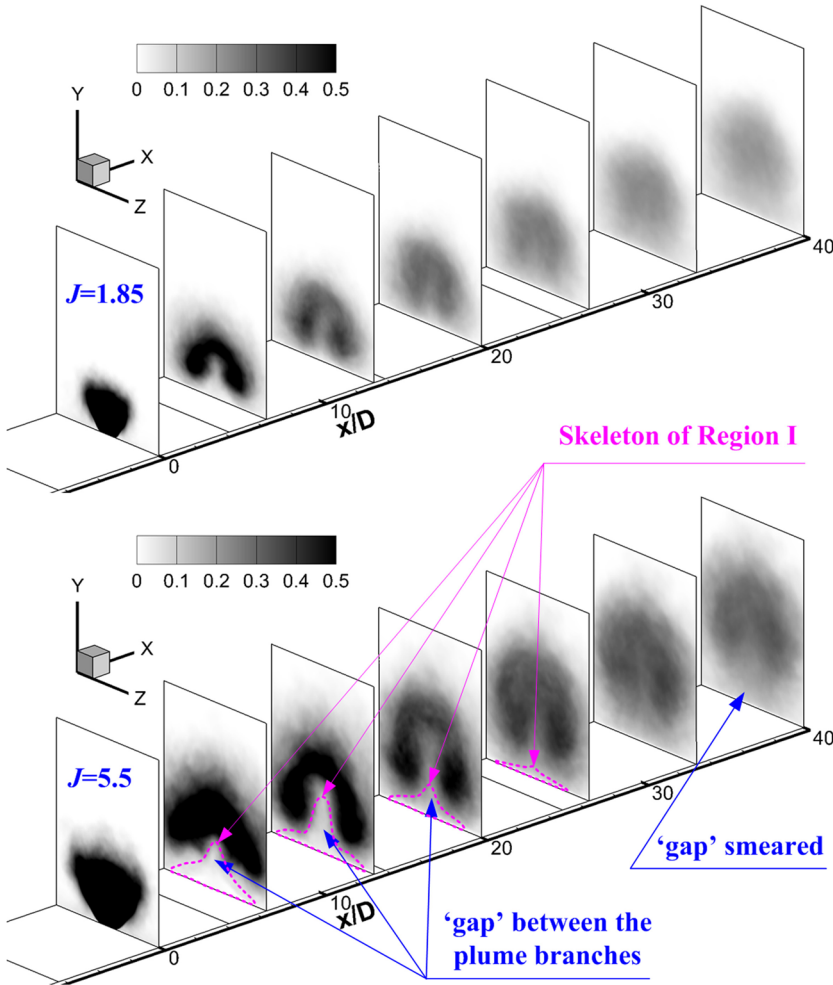 0 0.1 0.2 0.3 0.4 0.5
Y
X
Z
J=1.85
0
10
20
30
40
x/D
Skeleton of Region I
0 0.1 0.2 0.3 0.4 0.5
Y
X
Z
J=5.5
0
10
20
30
40
x/D
‘gap’ smeared
‘gap’ between the
plume branches